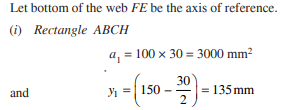 Let bottom of the web FE be the axis of reference.
(i) Rectangle ABCH
a₁ = 100 × 30 = 3000 mm²
and y₁ = (150 − 30/2) = 135 mm